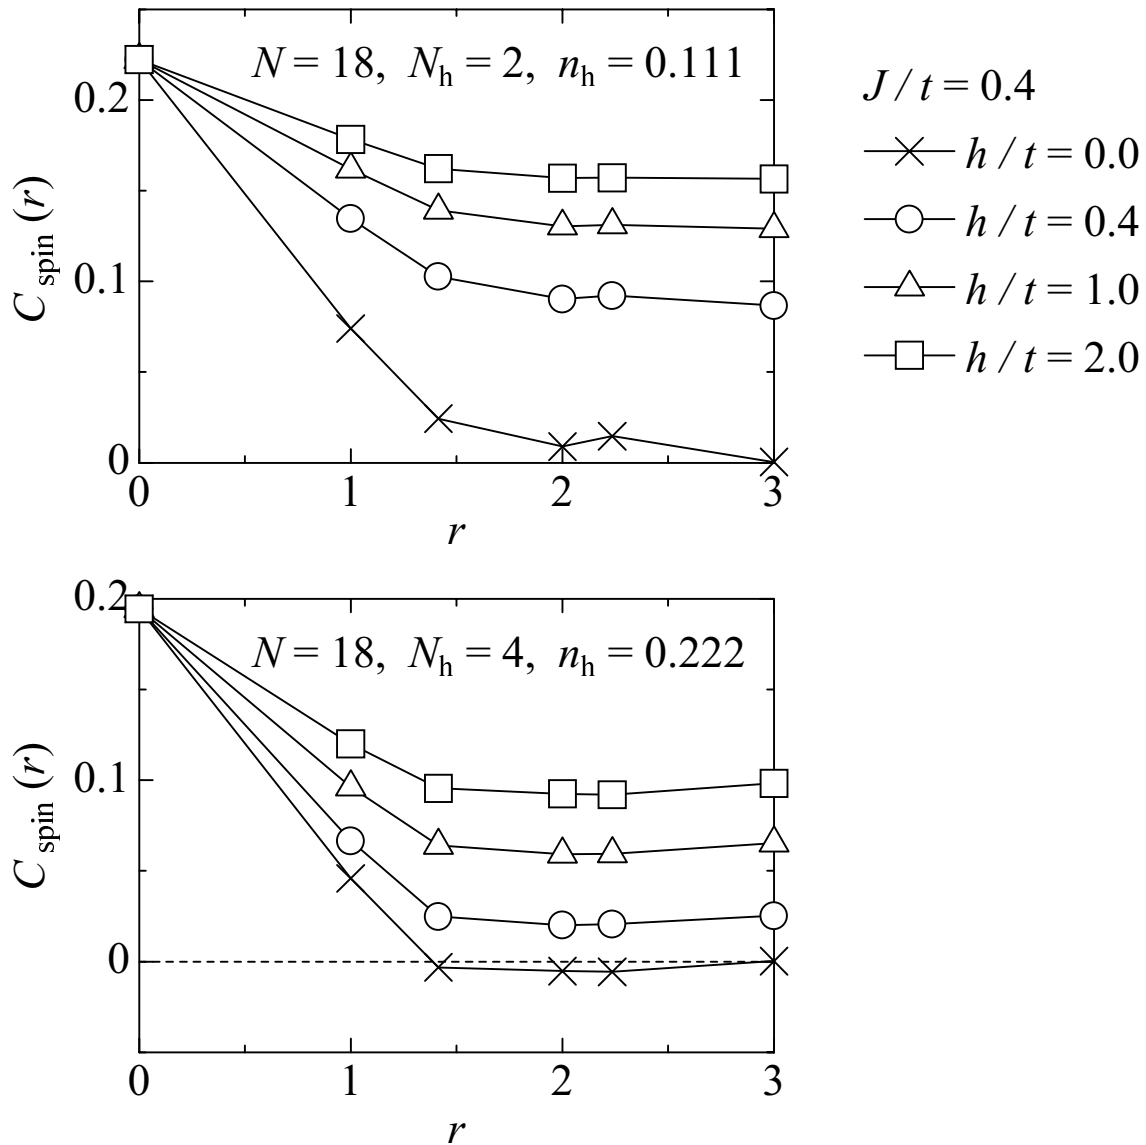 N = 18, N_h = 2, n_h = 0.111
0.2
0.1
0
C_spin (r)
0 1 2 3
r
J / t = 0.4
h / t = 0.0
h / t = 0.4
h / t = 1.0
h / t = 2.0
N = 18, N_h = 4, n_h = 0.222
0.2
0.1
0
C_spin (r)
0 1 2 3
r